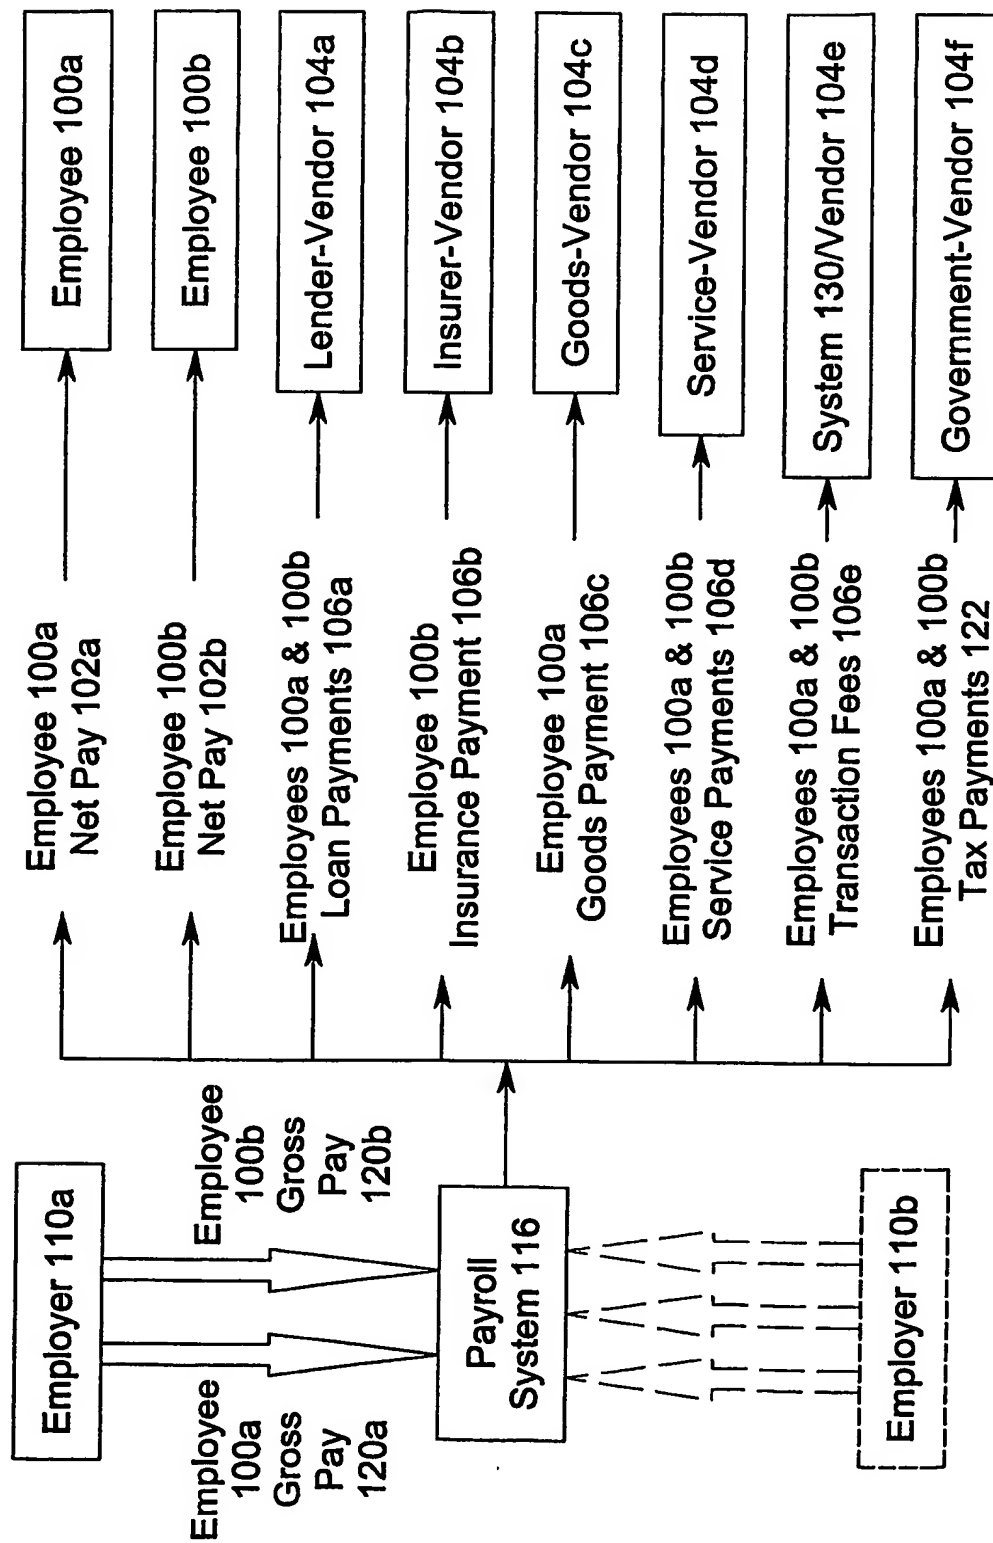 Employer 110a
Employee
100a
Gross
Pay
120a
Employee
100b
Gross
Pay
120b
Payroll
System 116
Employer 110b
Employee 100a
Net Pay 102a
Employee 100a
Employee 100b
Net Pay 102b
Employee 100b
Employees 100a & 100b
Loan Payments 106a
Lender-Vendor 104a
Employee 100b
Insurance Payment 106b
Insurer-Vendor 104b
Employee 100a
Goods Payment 106c
Goods-Vendor 104c
Employees 100a & 100b
Service Payments 106d
Service-Vendor 104d
Employees 100a & 100b
Transaction Fees 106e
System 130/Vendor 104e
Employees 100a & 100b
Tax Payments 122
Government-Vendor 104f